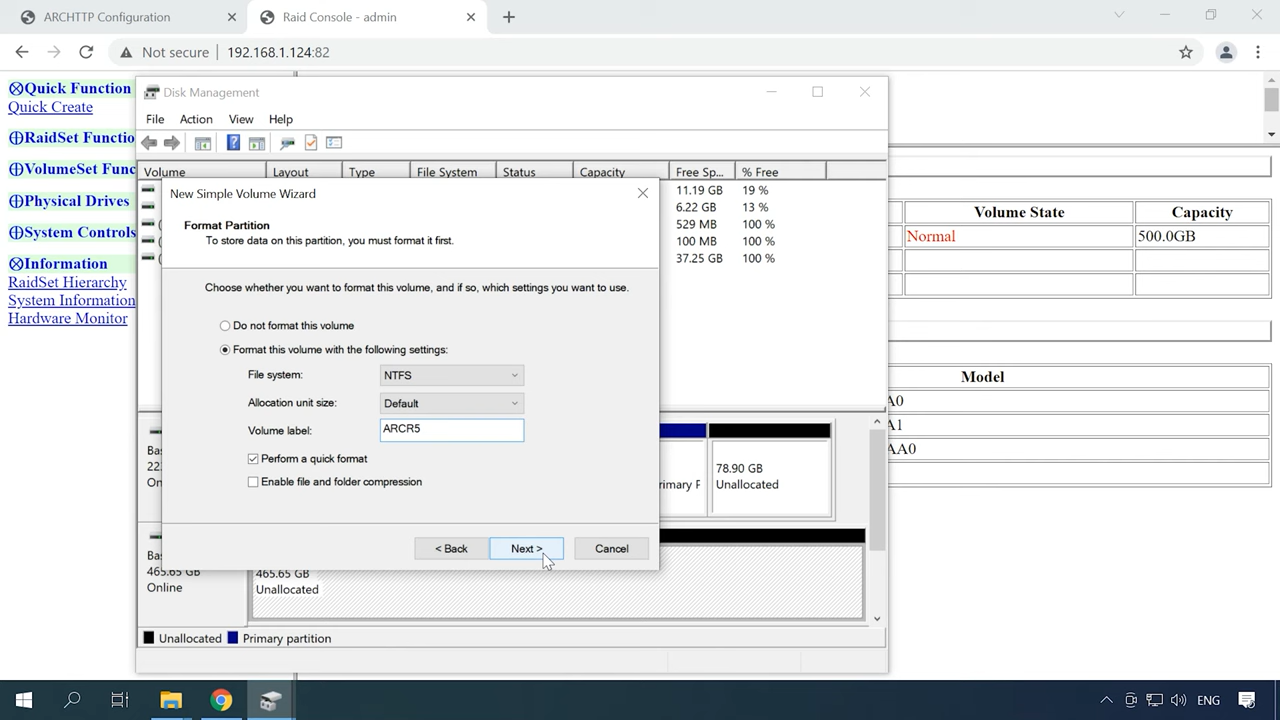 ARCHTTP Configuration
Raid Console - admin
Not secure
192.168.1.124:82
Quick Function
Quick Create
RaidSet Functio
VolumeSet Func
Physical Drives
System Controls
Information
RaidSet Hierarchy
System Information
Hardware Monitor
Disk Management
File Action View Help
Volume Layout Type File System Status Capacity Free Sp... % Free
11.19 GB 19 %
6.22 GB 13 %
529 MB 100 %
100 MB 100 %
37.25 GB 100 %
New Simple Volume Wizard
Format Partition
To store data on this partition, you must format it first.
Choose whether you want to format this volume, and if so, which settings you want to use.
Do not format this volume
Format this volume with the following settings:
File system: NTFS
Allocation unit size: Default
Volume label: ARCR5
Perform a quick format
Enable file and folder compression
< Back Next > Cancel
Volume State Capacity
Normal 500.0GB
Model
A0
A1
AA0
Bas
22
On
rimary F
78.90 GB
Unallocated
Bas
465.65 GB
Online
465.65 GB
Unallocated
Unallocated Primary partition
ENG